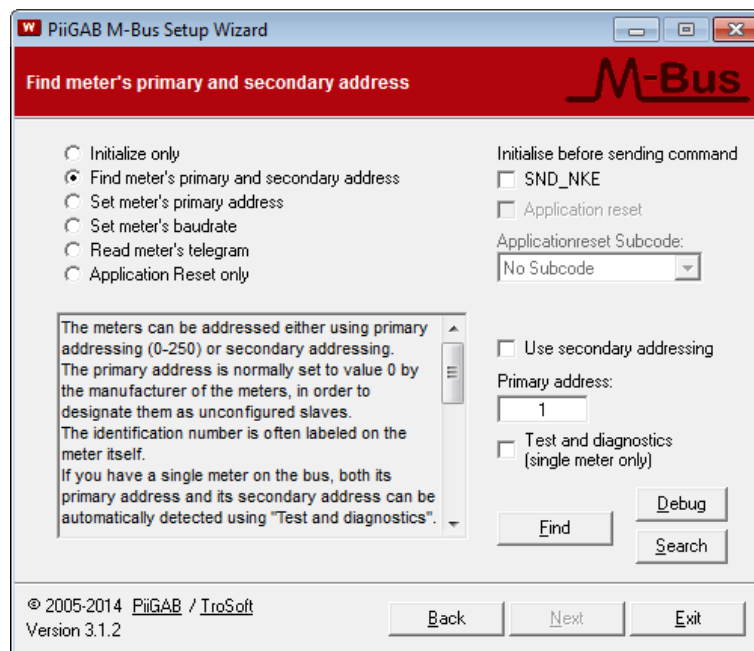 PiiGAB M-Bus Setup Wizard
Find meter's primary and secondary address
M-Bus
Initialize only
Find meter's primary and secondary address
Set meter's primary address
Set meter's baudrate
Read meter's telegram
Application Reset only
Initialise before sending command
SND_NKE
Application reset
Applicationreset Subcode:
No Subcode
The meters can be addressed either using primary
addressing (0-250) or secondary addressing.
The primary address is normally set to value 0 by
the manufacturer of the meters, in order to
designate them as unconfigured slaves.
The identification number is often labeled on the
meter itself.
If you have a single meter on the bus, both its
primary address and its secondary address can be
automatically detected using "Test and diagnostics".
Use secondary addressing
Primary address:
1
Test and diagnostics
(single meter only)
Find
Debug
Search
© 2005-2014 PiiGAB / TroSoft
Version 3.1.2
Back
Next
Exit